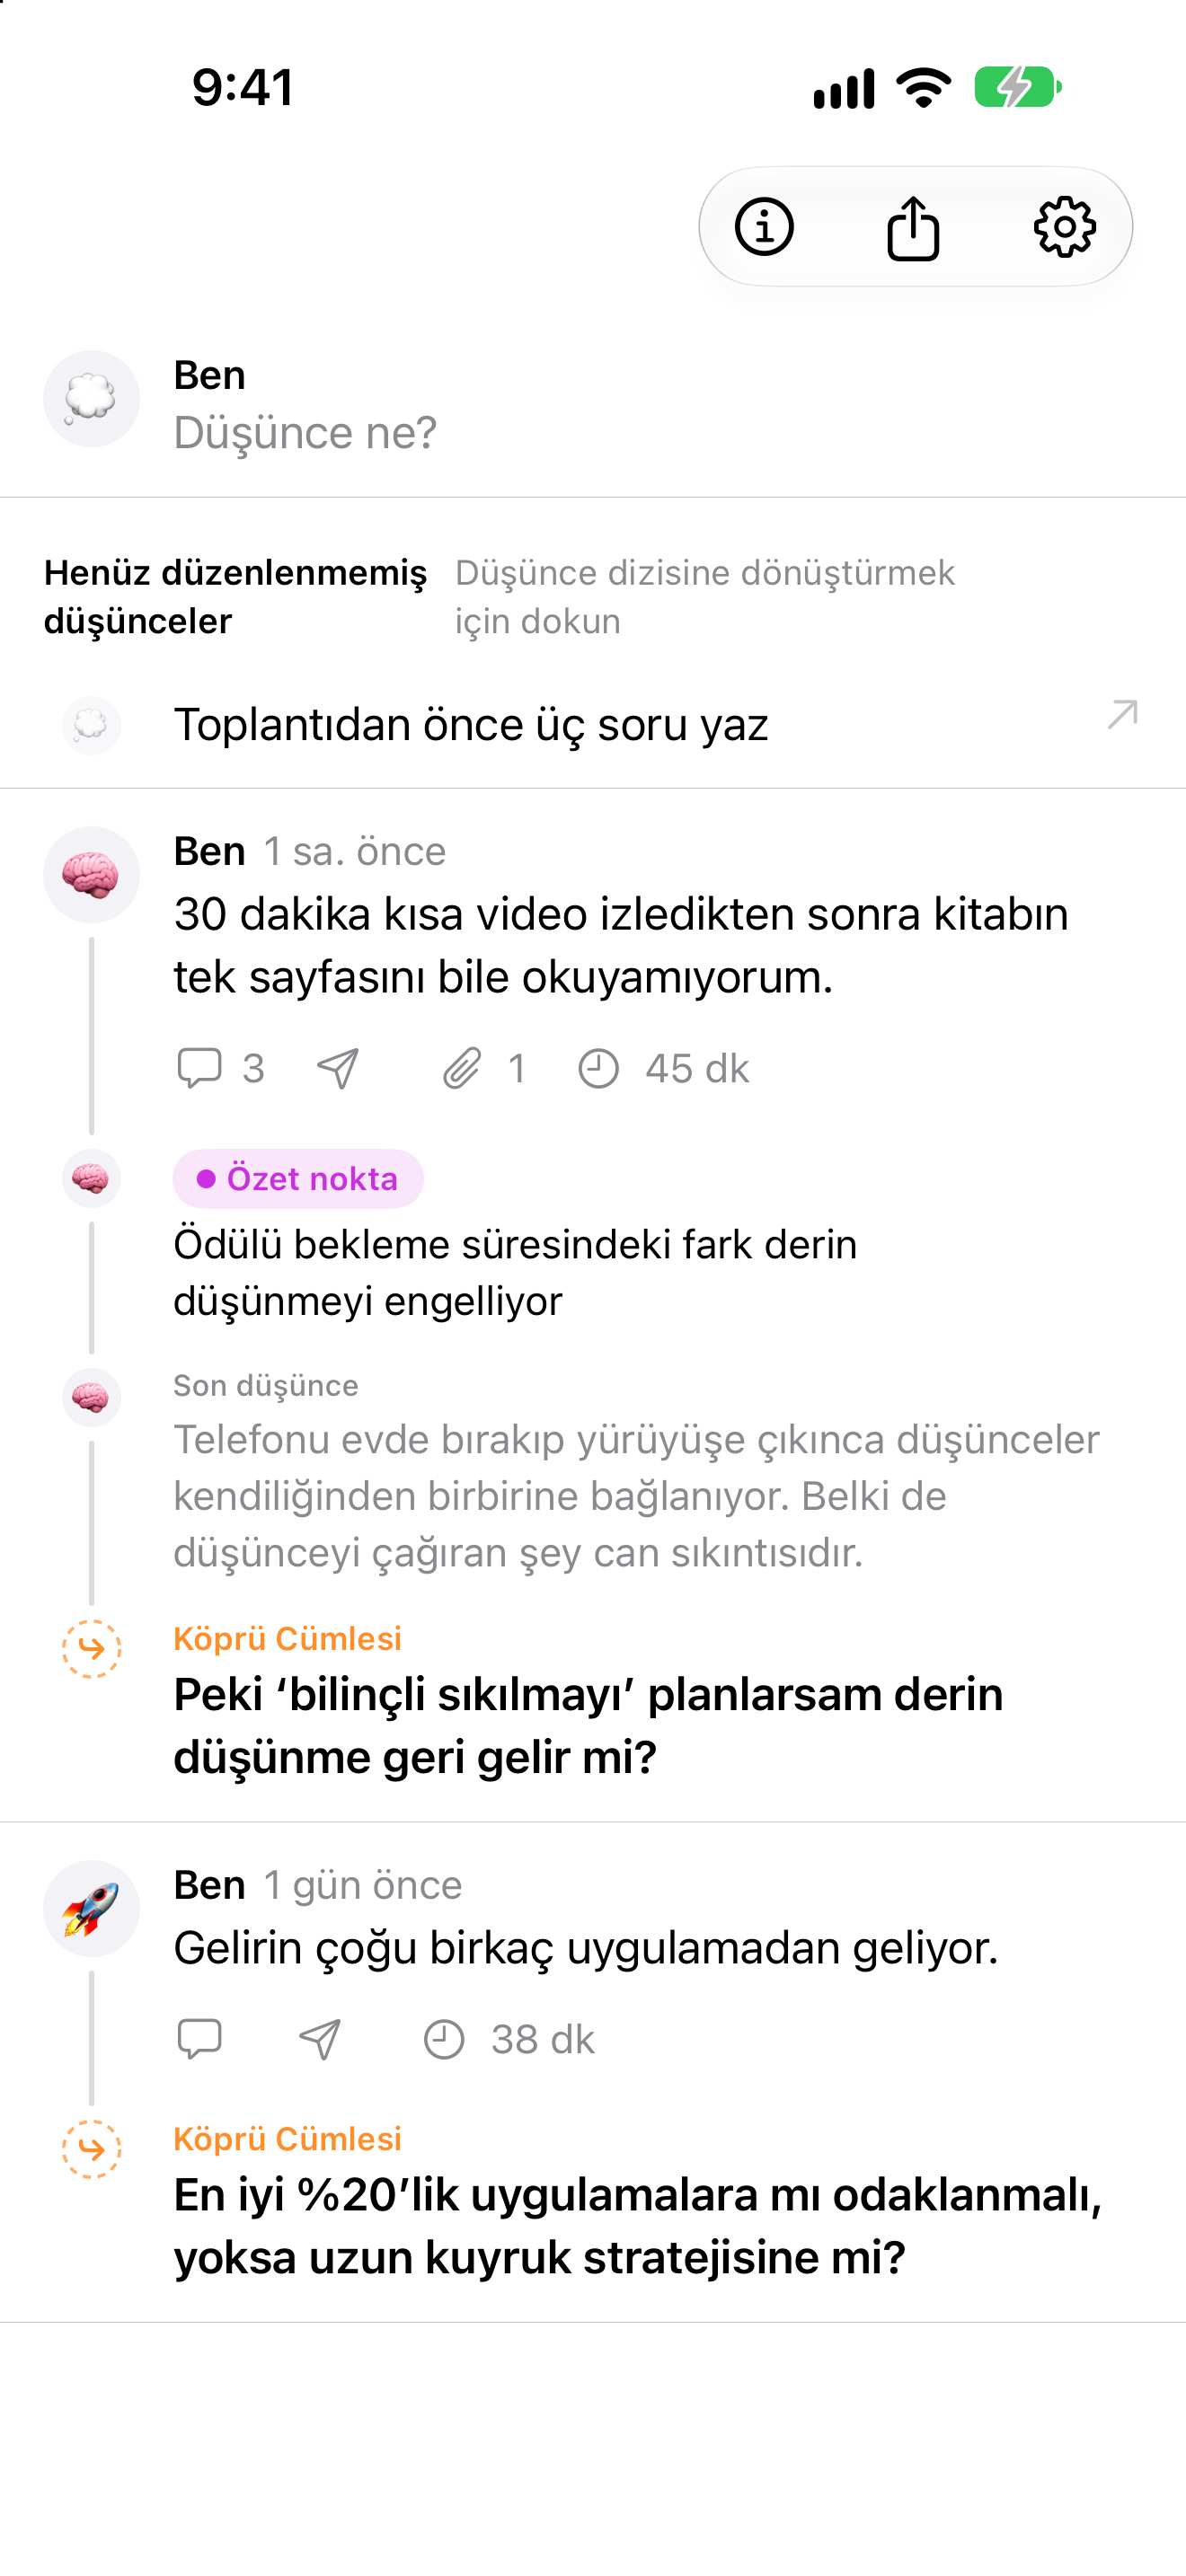 9:41
Ben
Düşünce ne?
Henüz düzenlenmemiş
düşünceler
Düşünce dizisine dönüştürmek
için dokun
Toplantıdan önce üç soru yaz
Ben 1 sa. önce
30 dakika kısa video izledikten sonra kitabın
tek sayfasını bile okuyamıyorum.
3 1 45 dk
Özet nokta
Ödülü bekleme süresindeki fark derin
düşünmeyi engelliyor
Son düşünce
Telefonu evde bırakıp yürüyüşe çıkınca düşünceler
kendiliğinden birbirine bağlanıyor. Belki de
düşünceyi çağıran şey can sıkıntısıdır.
Köprü Cümlesi
Peki ‘bilinçli sıkılmayı’ planlarsam derin
düşünme geri gelir mi?
Ben 1 gün önce
Gelirin çoğu birkaç uygulamadan geliyor.
38 dk
Köprü Cümlesi
En iyi %20’lik uygulamalara mı odaklanmalı,
yoksa uzun kuyruk stratejisine mi?